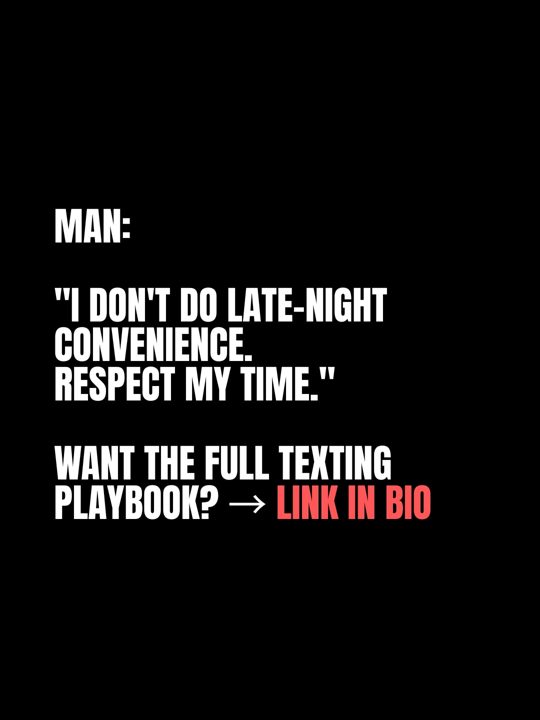 MAN:
"I DON'T DO LATE-NIGHT
CONVENIENCE.
RESPECT MY TIME."
WANT THE FULL TEXTING
PLAYBOOK? → LINK IN BIO